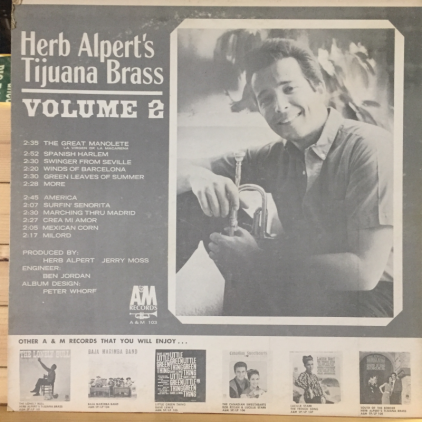 Herb Alpert's
Tijuana Brass
VOLUME 2
2:35 THE GREAT MANOLETE
2:52 SPANISH HARLEM
2:30 SWINGER FROM SEVILLE
2:20 WINDS OF BARCELONA
2:30 GREEN LEAVES OF SUMMER
2:28 MORE
2:45 AMERICA
2:07 SURFIN' SENORITA
2:30 MARCHING THRU MADRID
2:27 CREA MI AMOR
2:05 MEXICAN CORN
2:17 MILORD
PRODUCED BY:
HERB ALPERT JERRY MOSS
ENGINEER:
BEN JORDAN
ALBUM DESIGN:
PETER WHORF
A&M
RECORDS
A & M 103
OTHER A & M RECORDS THAT YOU WILL ENJOY...
BAJA MARIMBA BAND